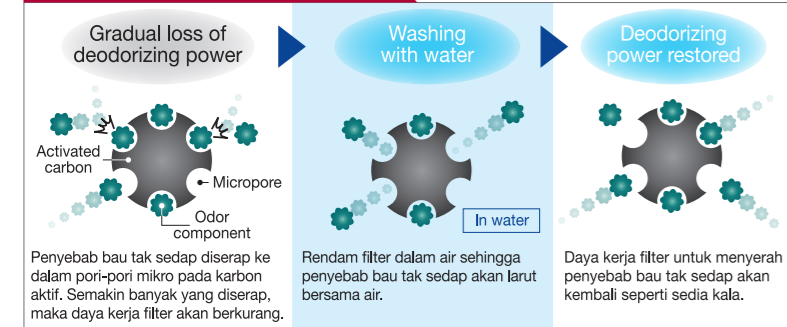 Gradual loss of
deodorizing power
Washing
with water
Deodorizing
power restored
Activated
carbon
Micropore
Odor
component
In water
Penyebab bau tak sedap diserap ke
dalam pori-pori mikro pada karbon
aktif. Semakin banyak yang diserap,
maka daya kerja filter akan berkurang.
Rendam filter dalam air sehingga
penyebab bau tak sedap akan larut
bersama air.
Daya kerja filter untuk menyerah
penyebab bau tak sedap akan
kembali seperti sedia kala.